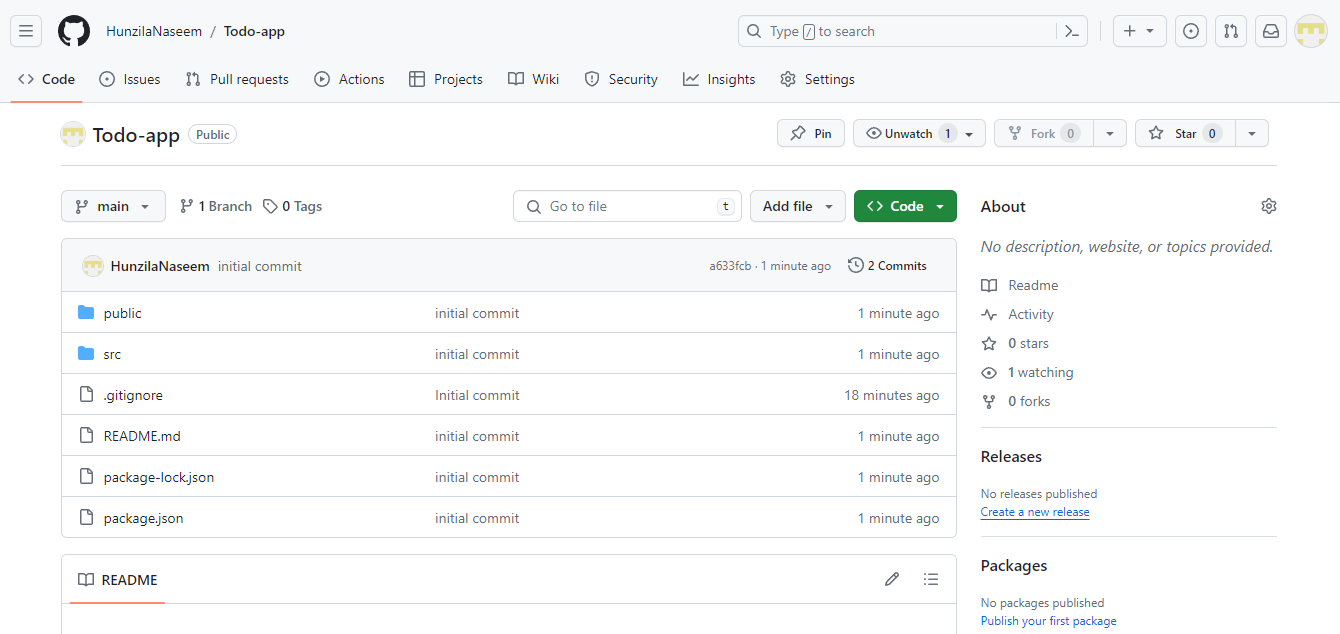 HunzilaNaseem / Todo-app
Type / to search
Code Issues Pull requests Actions Projects Wiki Security Insights Settings
Todo-app Public
Pin Unwatch 1 Fork 0 Star 0
main 1 Branch 0 Tags Go to file t Add file Code
HunzilaNaseem initial commit a633fcb · 1 minute ago 2 Commits
public initial commit 1 minute ago
src initial commit 1 minute ago
.gitignore Initial commit 18 minutes ago
README.md initial commit 1 minute ago
package-lock.json initial commit 1 minute ago
package.json initial commit 1 minute ago
README
About
No description, website, or topics provided.
Readme
Activity
0 stars
1 watching
0 forks
Releases
No releases published
Create a new release
Packages
No packages published
Publish your first package